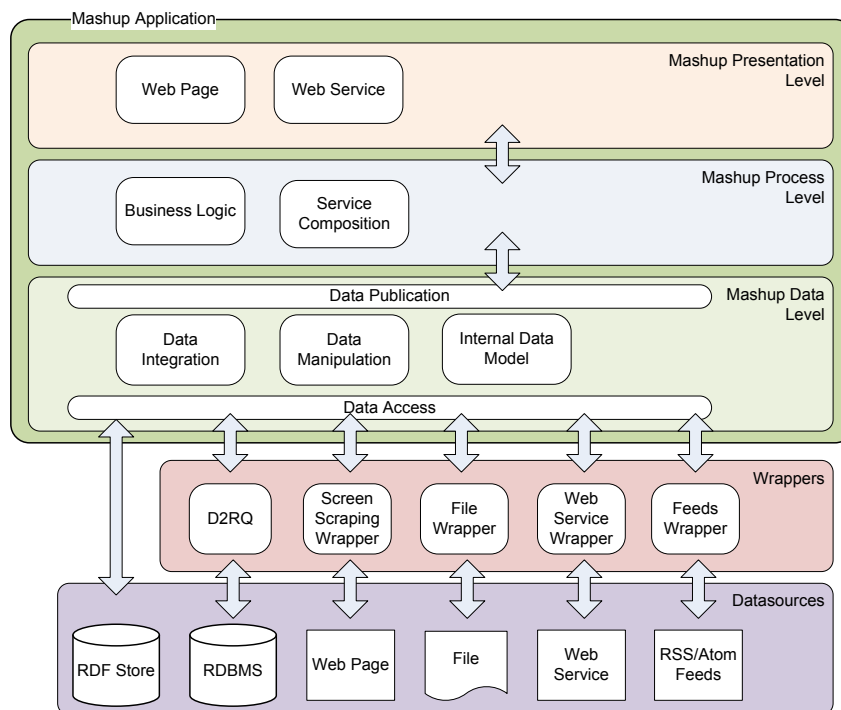 Mashup Application
Mashup Presentation
Level
Web Page
Web Service
Mashup Process
Level
Business Logic
Service
Composition
Data Publication
Mashup Data
Level
Data
Integration
Data
Manipulation
Internal Data
Model
Data Access
Wrappers
D2RQ
Screen
Scraping
Wrapper
File
Wrapper
Web
Service
Wrapper
Feeds
Wrapper
Datasources
RDF Store
RDBMS
Web Page
File
Web
Service
RSS/Atom
Feeds